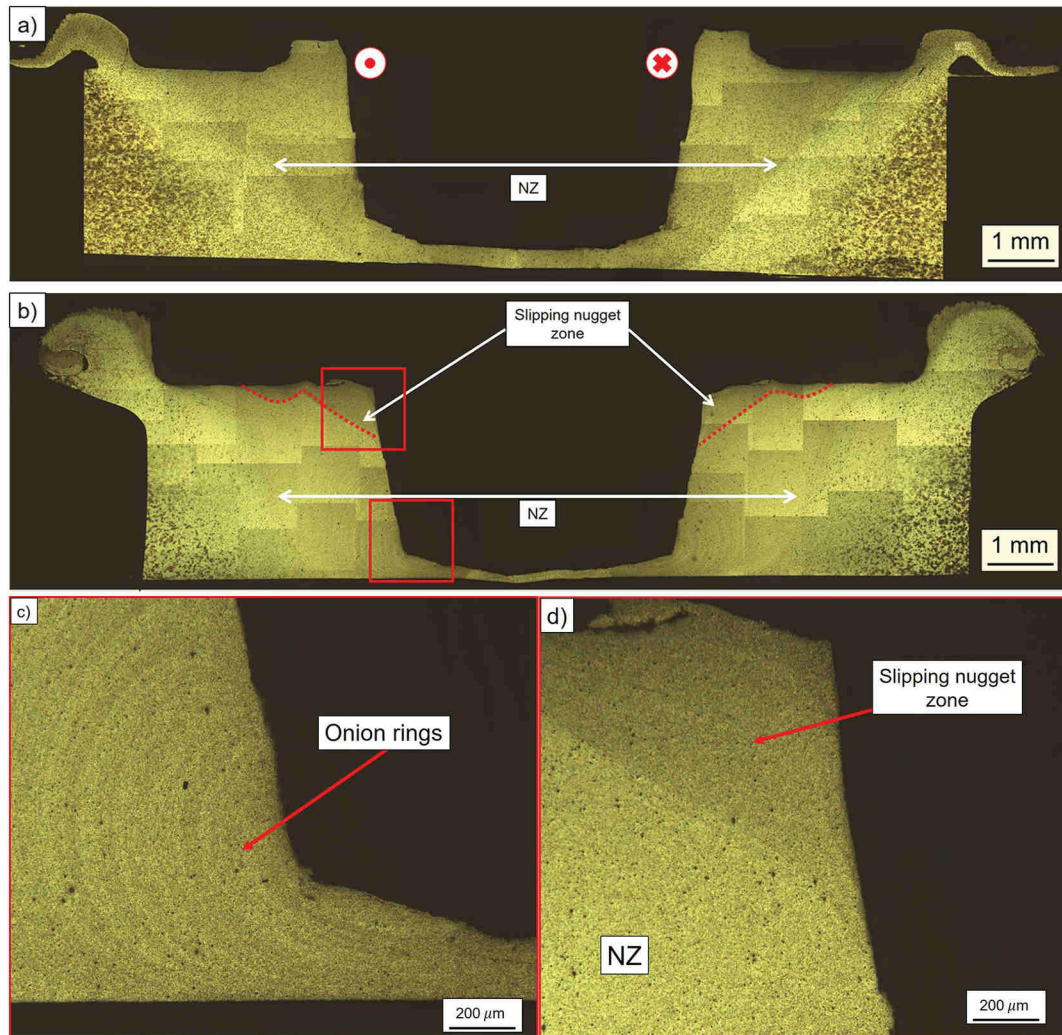 a)
NZ
1 mm
b)
Slipping nugget
zone
NZ
1 mm
c)
Onion rings
200 μm
d)
Slipping nugget
zone
NZ
200 μm